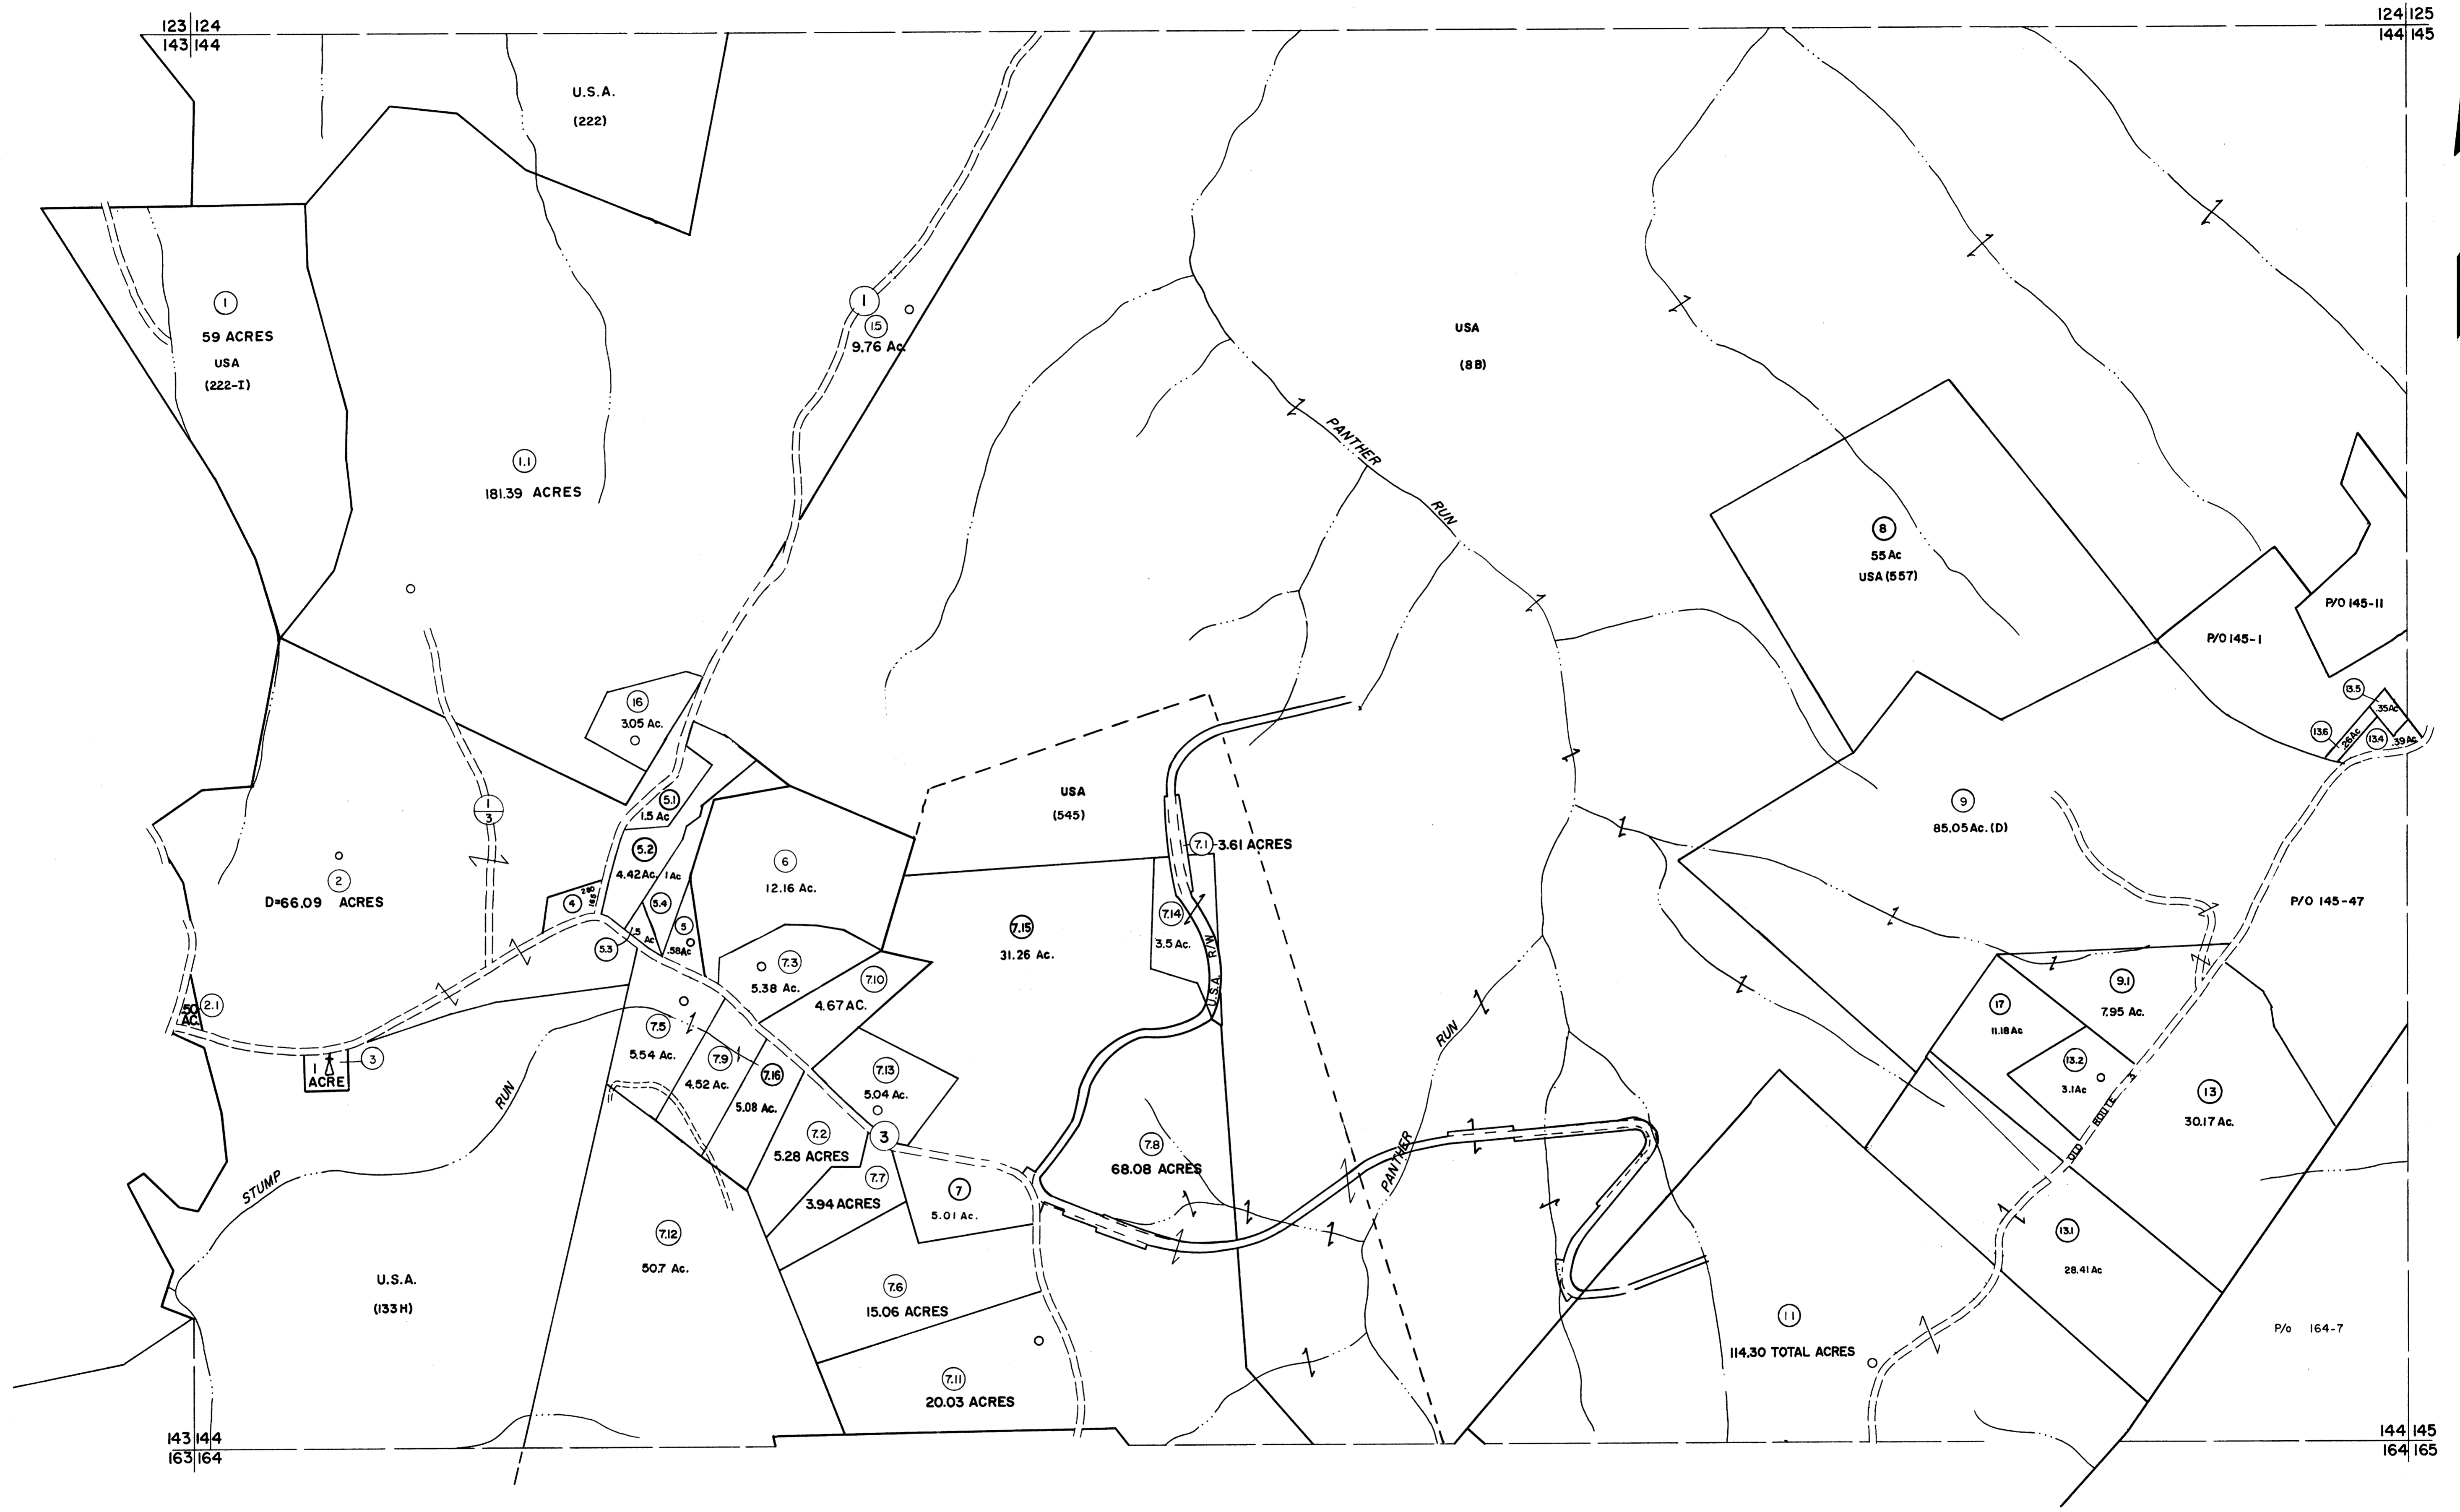 123 124
143 144
124 125
144 145
U.S.A.
(222)
1
59 ACRES
USA
(222-I)
1
1.5
9.76 Ac.
USA
(8B)
1.1
181.39 ACRES
PANTHER
RUN
8
55 Ac
USA (557)
P/O 145-11
P/O 145-1
16
3.05 Ac.
13.5
.35Ac
13.6
.26Ac
13.4
.39Ac
1
3
5.1
1.5 Ac
USA
(545)
9
85.05 Ac. (D)
5.2
4.42 Ac.
1 Ac
7.1
3.61 ACRES
6
12.16 Ac.
2
D=66.09 ACRES
280
165
4
5.4
5
.58Ac
5.3
1.5 Ac
P/O 145-47
7.14
3.5 Ac.
U.S.A. R/W
7.15
31.26 Ac.
7.3
5.38 Ac.
7.10
4.67 AC.
2.1
.50
AC.
9.1
7.95 Ac.
17
11.18 Ac
7.5
5.54 Ac.
3
1
ACRE
7.9
4.52 Ac.
7.16
5.08 Ac.
7.13
5.04 Ac.
13.2
3.1 Ac
13
30.17 Ac.
OLD ROUTE
STUMP
RUN
7.2
5.28 ACRES
3
7.8
68.08 ACRES
PANTHER
RUN
7.7
3.94 ACRES
7
5.01 Ac.
7.12
50.7 Ac.
13.1
28.41 Ac
U.S.A.
(133 H)
7.6
15.06 ACRES
11
114.30 TOTAL ACRES
P/o 164-7
7.11
20.03 ACRES
143 144
163 164
144 145
164 165